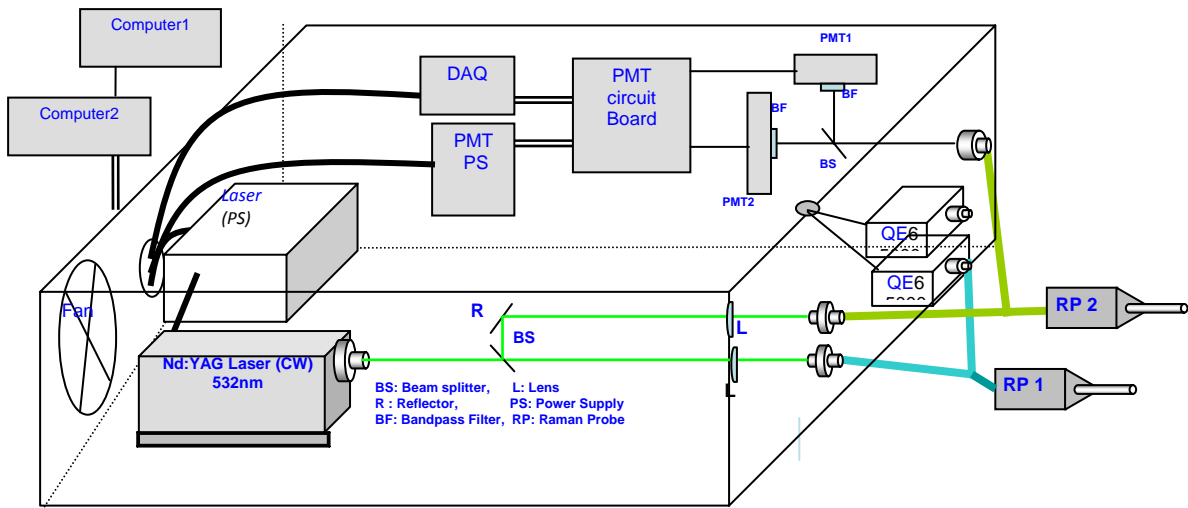 Computer1
Computer2
DAQ
PMT
PS
PMT
circuit
Board
PMT1
BF
BF
BS
PMT2
Laser
(PS)
QE6
QE6
Fan
R
BS
L
L
Nd:YAG Laser (CW)
532nm
BS: Beam splitter, L: Lens
R : Reflector, PS: Power Supply
BF: Bandpass Filter, RP: Raman Probe
RP 2
RP 1